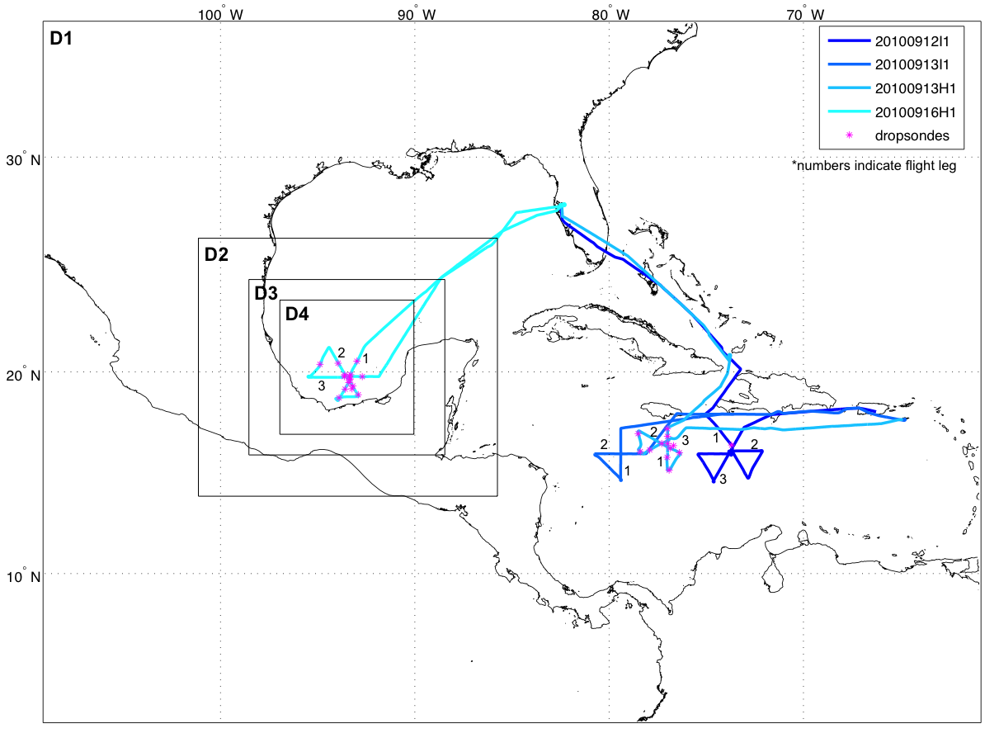 100° W 90° W 80° W 70° W
D1
20100912I1
20100913I1
20100913H1
20100916H1
dropsondes
30° N
*numbers indicate flight leg
D2
D3
D4
2 1
3
20° N
2 3 1 2
2 1 1 3
10° N